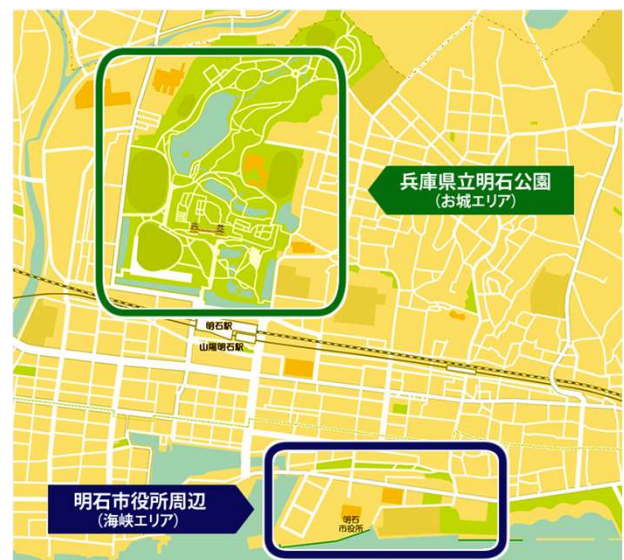 兵庫県立明石公園
(お城エリア)
明石駅
山陽明石駅
明石市役所周辺
(海峡エリア)
明石
市役所